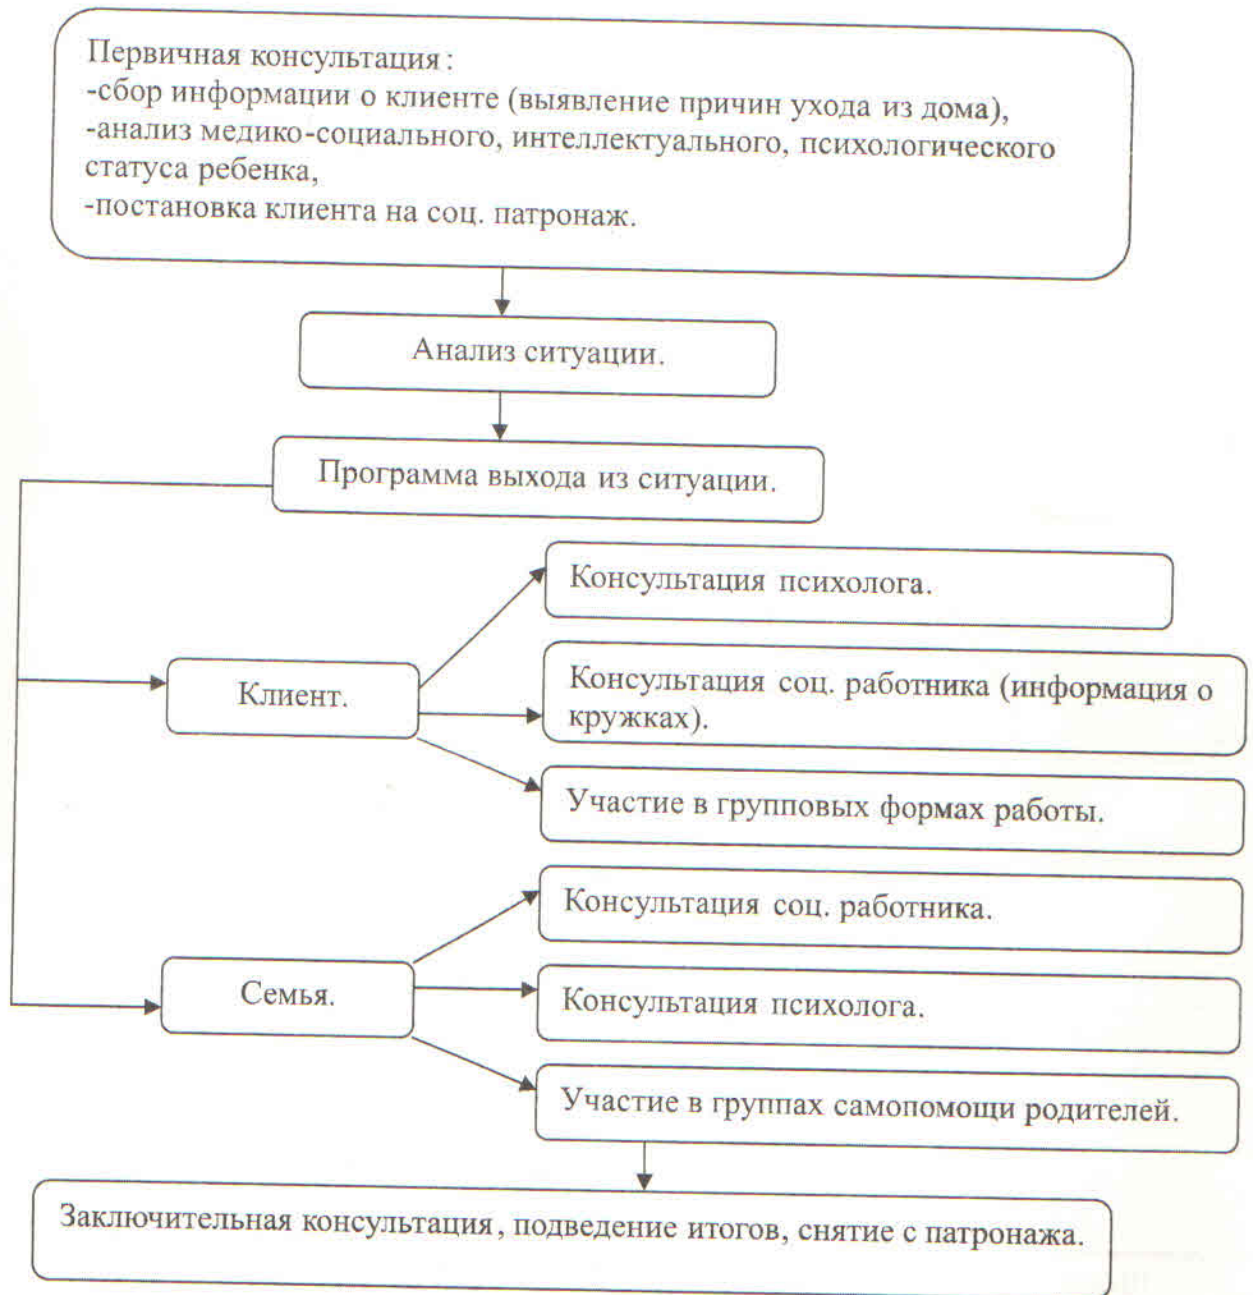 Первичная консультация:
-сбор информации о клиенте (выявление причин ухода из дома),
-анализ медико-социального, интеллектуального, психологического
статуса ребенка,
-постановка клиента на соц. патронаж.
Анализ ситуации.
Программа выхода из ситуации.
Консультация психолога.
Клиент.
Консультация соц. работника (информация о
кружках).
Участие в групповых формах работы.
Консультация соц. работника.
Семья.
Консультация психолога.
Участие в группах самопомощи родителей.
Заключительная консультация, подведение итогов, снятие с патронажа.